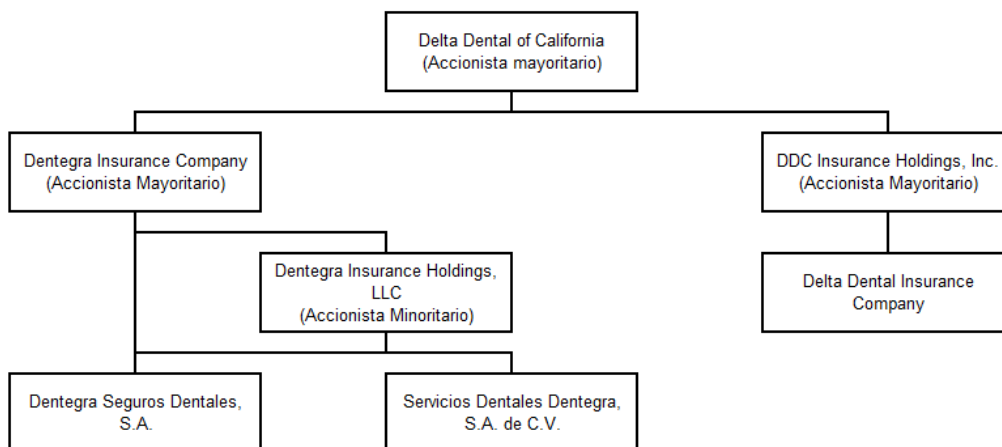 Delta Dental of California
(Accionista mayoritario)
Dentegra Insurance Company
(Accionista Mayoritario)
DDC Insurance Holdings, Inc.
(Accionista Mayoritario)
Dentegra Insurance Holdings,
LLC
(Accionista Minoritario)
Delta Dental Insurance
Company
Dentegra Seguros Dentales,
S.A.
Servicios Dentales Dentegra,
S.A. de C.V.